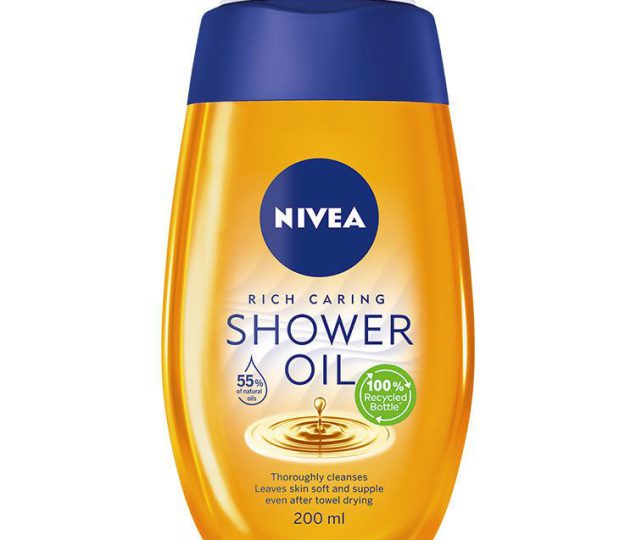 NIVEA
RICH CARING
SHOWER
OIL
55%
of natural
oils
100%
Recycled
Bottle*
Thoroughly cleanses
Leaves skin soft and supple
even after towel drying
200 ml